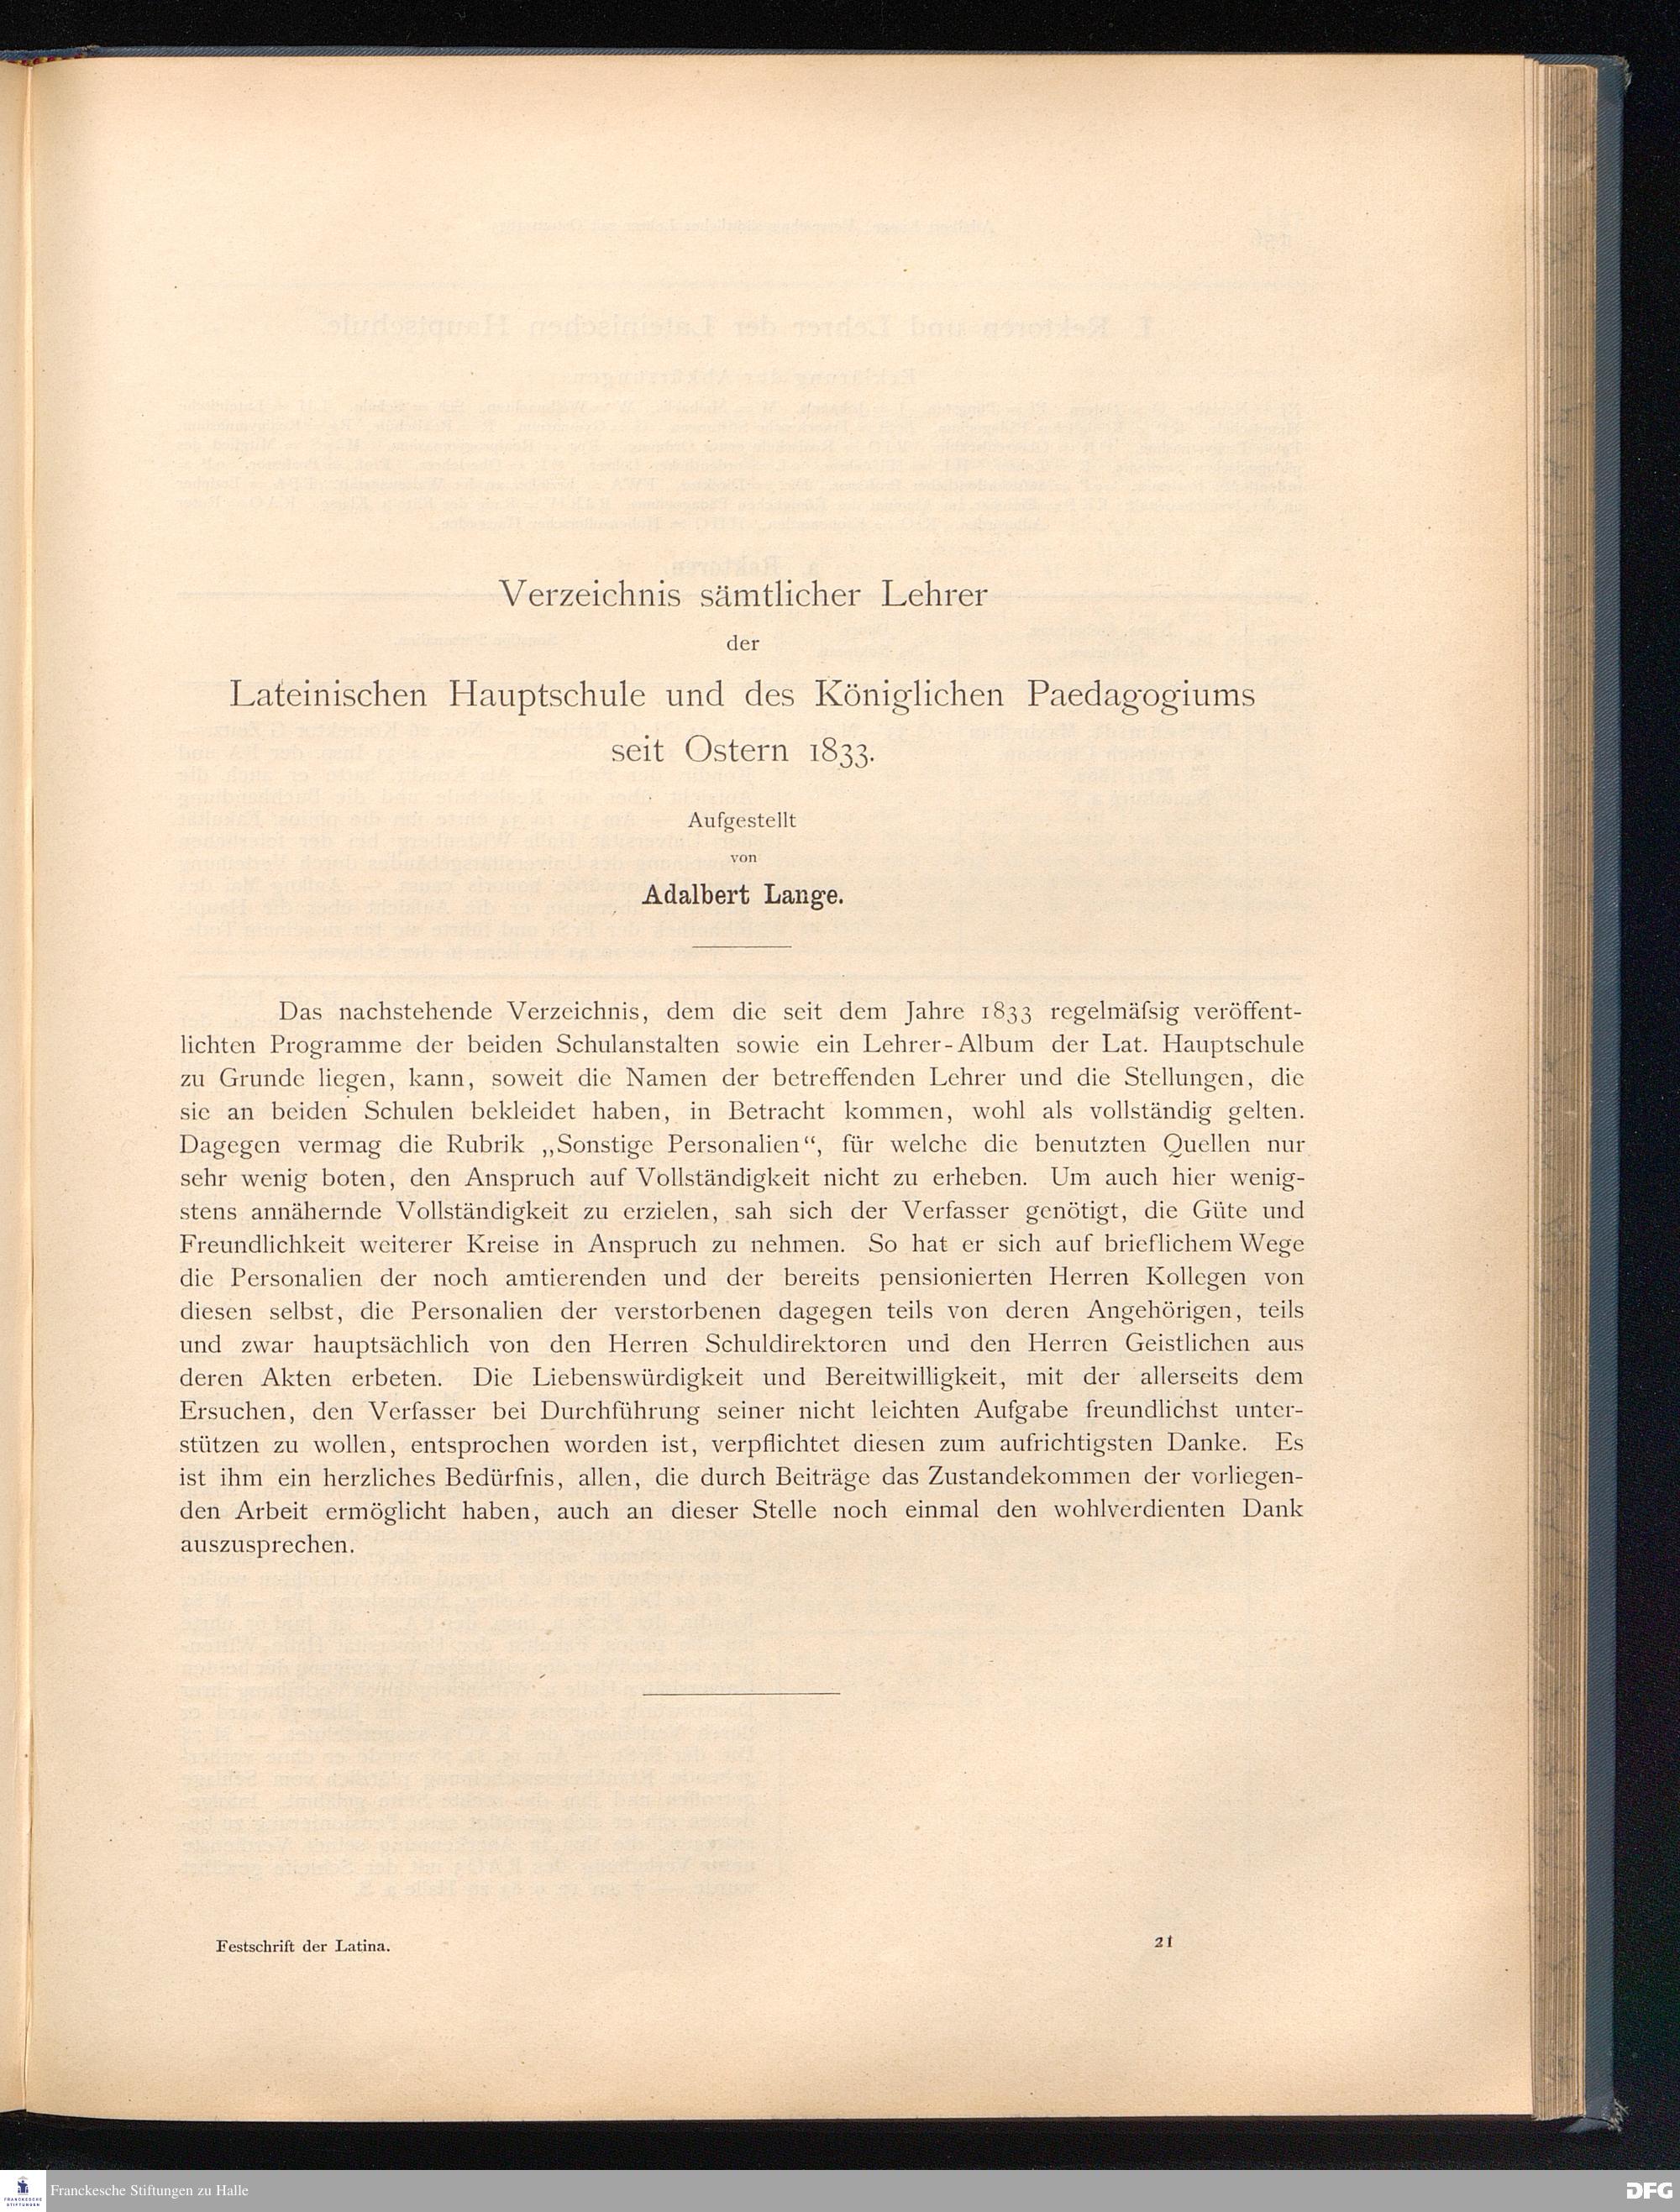 Verzeichnis sämtlicher Lehrer
der
Lateinischen Hauptschule und des Königlichen Paedagogiums
seit Ostern 1833.
Aufgestellt
von
Adalbert Lange.
Das nachstehende Verzeichnis, dem die seit dem Jahre 1833 regelmäſsig veröffent-
lichten Programme der beiden Schulanstalten sowie ein Lehrer-Album der Lat. Hauptschule
zu Grunde liegen, kann, soweit die Namen der betreffenden Lehrer und die Stellungen, die
sie an beiden Schulen bekleidet haben, in Betracht kommen, wohl als vollständig gelten.
Dagegen vermag die Rubrik „Sonstige Personalien“, für welche die benutzten Quellen nur
sehr wenig boten, den Anspruch auf Vollständigkeit nicht zu erheben. Um auch hier wenig-
stens annähernde Vollständigkeit zu erzielen, sah sich der Verfasser genötigt, die Güte und
Freundlichkeit weiterer Kreise in Anspruch zu nehmen. So hat er sich auf brieflichem Wege
die Personalien der noch amtierenden und der bereits pensionierten Herren Kollegen von
diesen selbst, die Personalien der verstorbenen dagegen teils von deren Angehörigen, teils
und zwar hauptsächlich von den Herren Schuldirektoren und den Herren Geistlichen aus
deren Akten erbeten. Die Liebenswürdigkeit und Bereitwilligkeit, mit der allerseits dem
Ersuchen, den Verfasser bei Durchführung seiner nicht leichten Aufgabe freundlichst unter-
stützen zu wollen, entsprochen worden ist, verpflichtet diesen zum aufrichtigsten Danke. Es
ist ihm ein herzliches Bedürfnis, allen, die durch Beiträge das Zustandekommen der vorliegen-
den Arbeit ermöglicht haben, auch an dieser Stelle noch einmal den wohlverdienten Dank
auszusprechen.
Festschrift der Latina. 21
FRANCKESCHE
STIFTUNGEN
Franckesche Stiftungen zu Halle
DFG